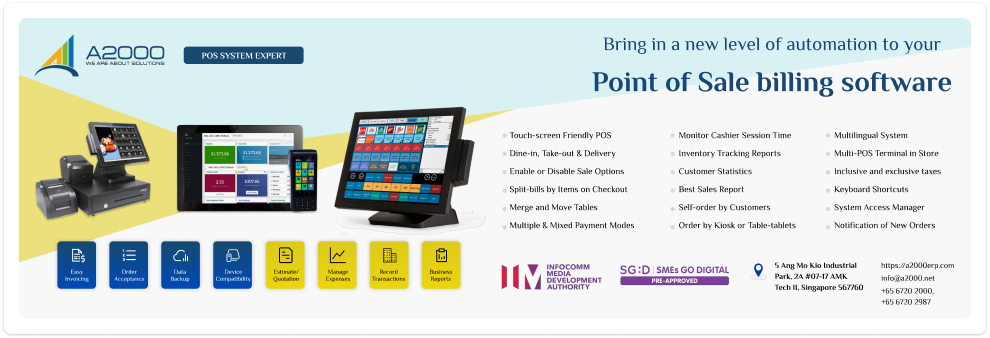 A2000
WE ARE ABOUT SOLUTIONS
POS SYSTEM EXPERT
Bring in a new level of automation to your
Point of Sale billing software
Touch-screen Friendly POS
Dine-in, Take-out & Delivery
Enable or Disable Sale Options
Split-bills by Items on Checkout
Merge and Move Tables
Multiple & Mixed Payment Modes
Monitor Cashier Session Time
Inventory Tracking Reports
Customer Statistics
Best Sales Report
Self-order by Customers
Order by Kiosk or Table-tablets
Multilingual System
Multi-POS Terminal in Store
Inclusive and exclusive taxes
Keyboard Shortcuts
System Access Manager
Notification of New Orders
Easy
Invoicing
Order
Acceptance
Data
Backup
Device
Compatibility
Estimate/
Quotation
Manage
Expenses
Record
Transactions
Business
Reports
INFOCOMM
MEDIA
DEVELOPMENT
AUTHORITY
SG:D SMEs GO DIGITAL
PRE-APPROVED
5 Ang Mo Kio Industrial
Park, 2A #07-17 AMK
Tech II, Singapore 567760
https://a2000erp.com
info@a2000.net
+65 6720 2000,
+65 6720 2987